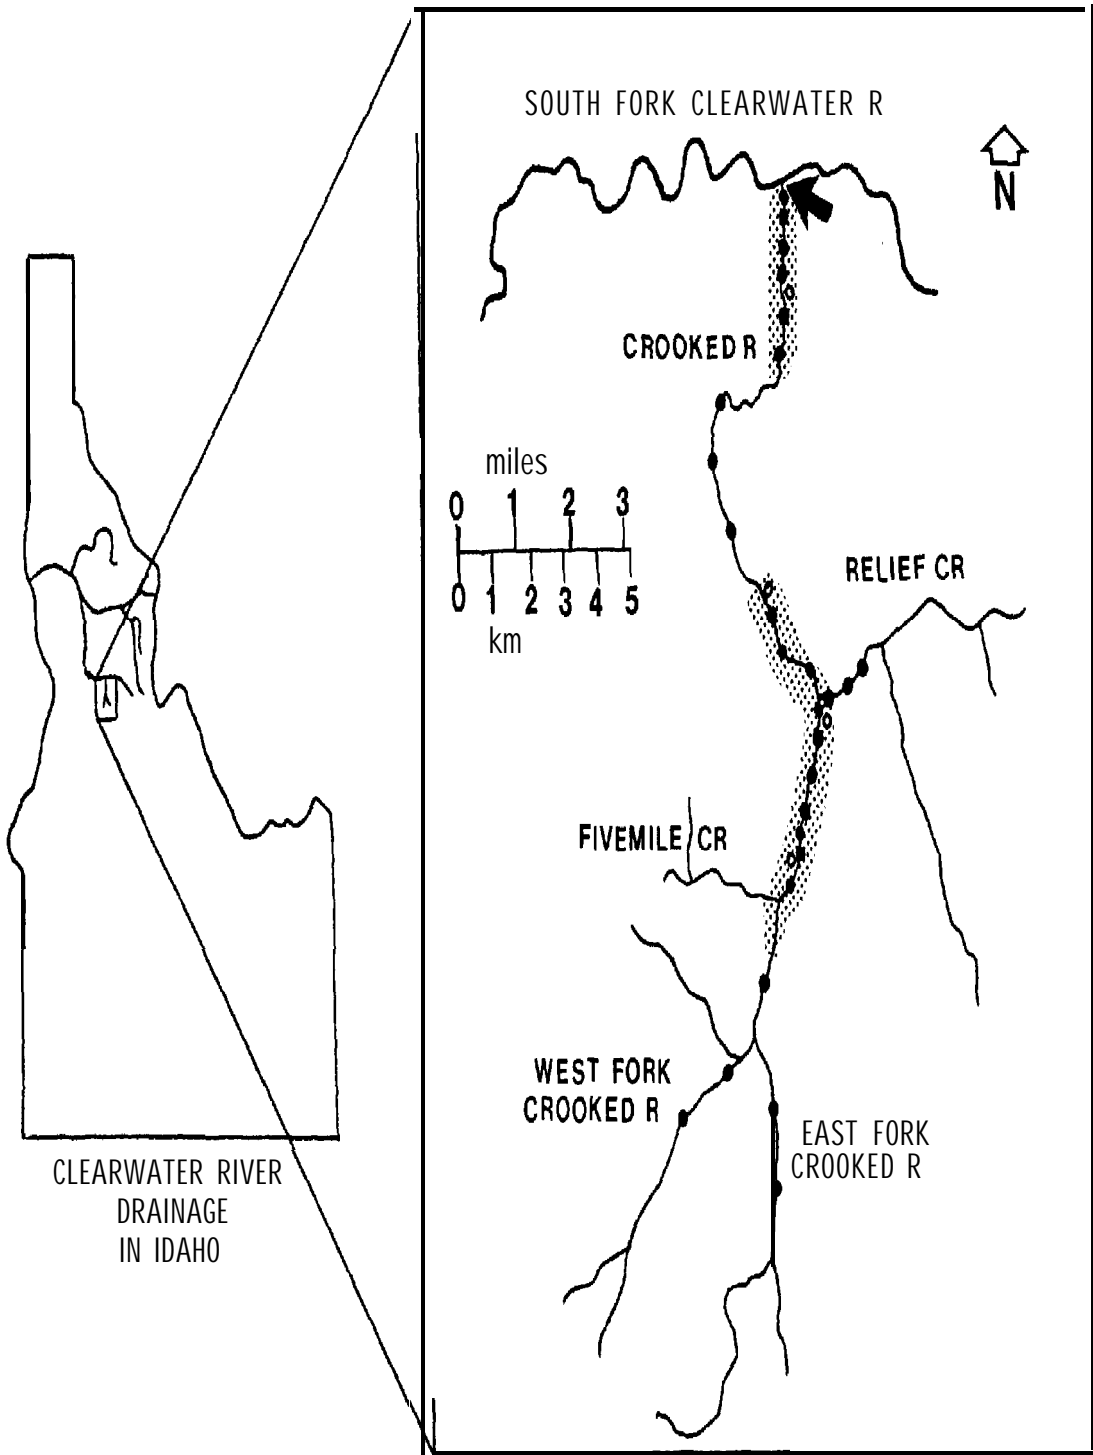 SOUTH FORK CLEARWATER R
N
CROOKED R
miles
0 1 2 3
0 1 2 3 4 5
km
RELIEF CR
FIVEMILE CR
WEST FORK
CROOKED R
EAST FORK
CROOKED R
CLEARWATER RIVER
DRAINAGE
IN IDAHO